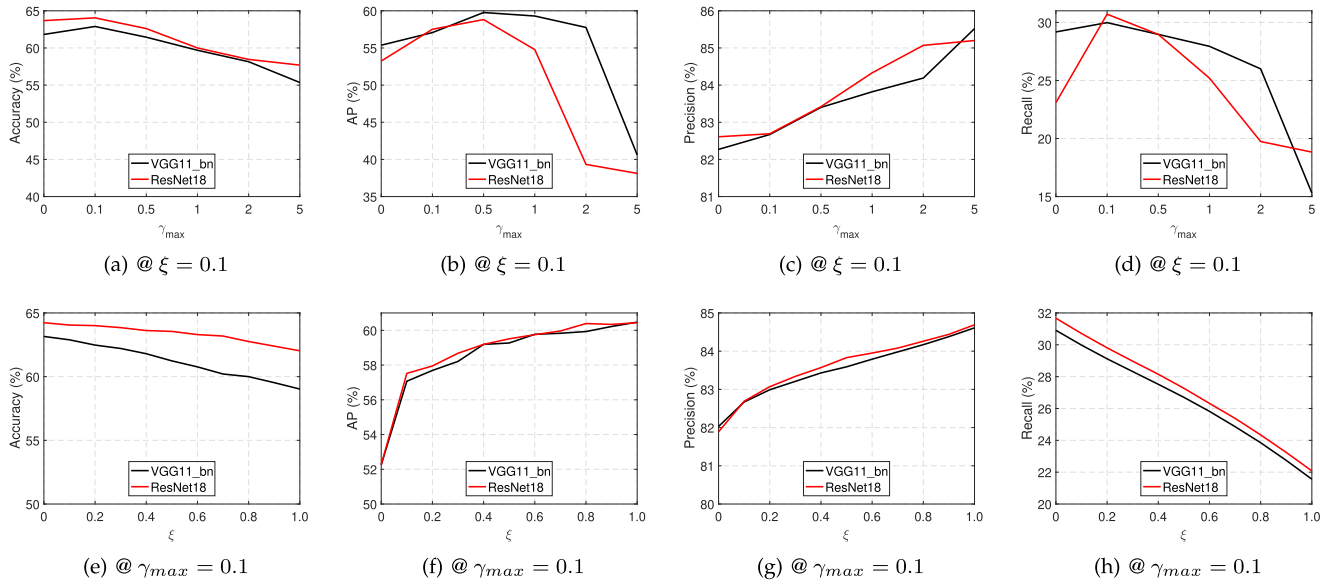 65
60
55
50
45
40
Accuracy (%)
VGG11_bn
ResNet18
0 0.1 0.5 1 2 5
γmax
(a) @ ξ = 0.1
60
55
50
45
40
35
AP (%)
VGG11_bn
ResNet18
0 0.1 0.5 1 2 5
γmax
(b) @ ξ = 0.1
86
85
84
83
82
81
Precision (%)
VGG11_bn
ResNet18
0 0.1 0.5 1 2 5
γmax
(c) @ ξ = 0.1
30
25
20
15
Recall (%)
VGG11_bn
ResNet18
0 0.1 0.5 1 2 5
γmax
(d) @ ξ = 0.1
65
60
55
50
Accuracy (%)
VGG11_bn
ResNet18
0 0.2 0.4 0.6 0.8 1.0
ξ
(e) @ γmax = 0.1
60
58
56
54
52
50
AP (%)
VGG11_bn
ResNet18
0 0.2 0.4 0.6 0.8 1.0
ξ
(f) @ γmax = 0.1
85
84
83
82
81
80
Precision (%)
VGG11_bn
ResNet18
0 0.2 0.4 0.6 0.8 1.0
ξ
(g) @ γmax = 0.1
32
30
28
26
24
22
20
Recall (%)
VGG11_bn
ResNet18
0 0.2 0.4 0.6 0.8 1.0
ξ
(h) @ γmax = 0.1